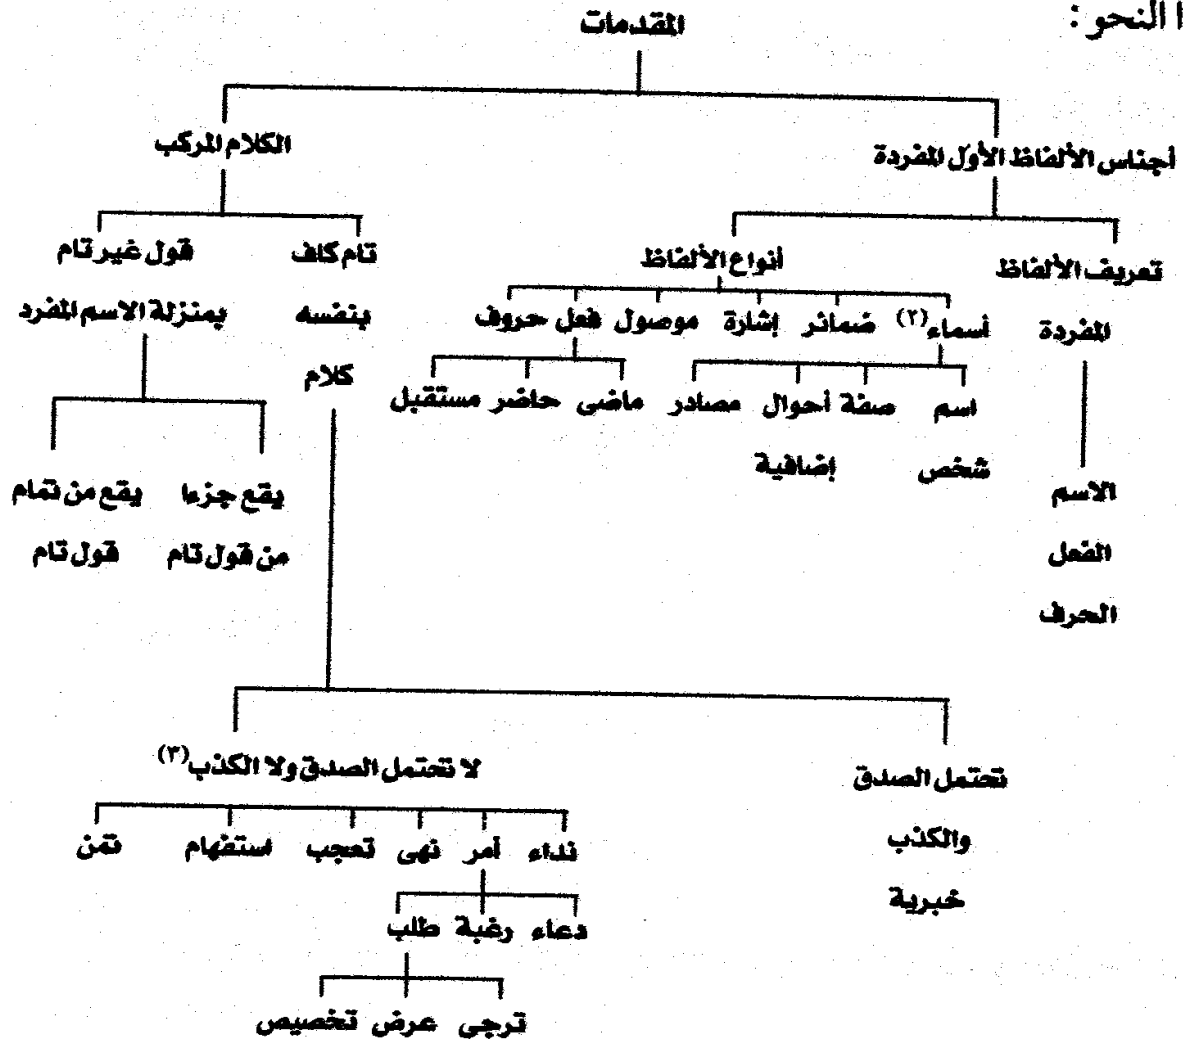 ا النحو :
المقدمات
أجناس الألفاظ الأول المفردة
الكلام المركب
تعريف الألفاظ
المفردة
الاسم
الفعل
الحرف
أنواع الألفاظ
أسماء(٢) ضمائر إشارة موصول فعل حروف
اسم
شخص
صفة
أحوال
إضافية
مصادر
ماضى حاضر مستقبل
تام كاف
بنفسه
كلام
قول غير تام
بمنزلة الاسم المفرد
يقع جزءا
من قول تام
يقع من تمام
قول تام
تحتمل الصدق
والكذب
خبرية
لا تحتمل الصدق ولا الكذب(٣)
نداء أمر نهى تعجب استفهام تمن
دعاء رغبة طلب
ترجى عرض تخصيص